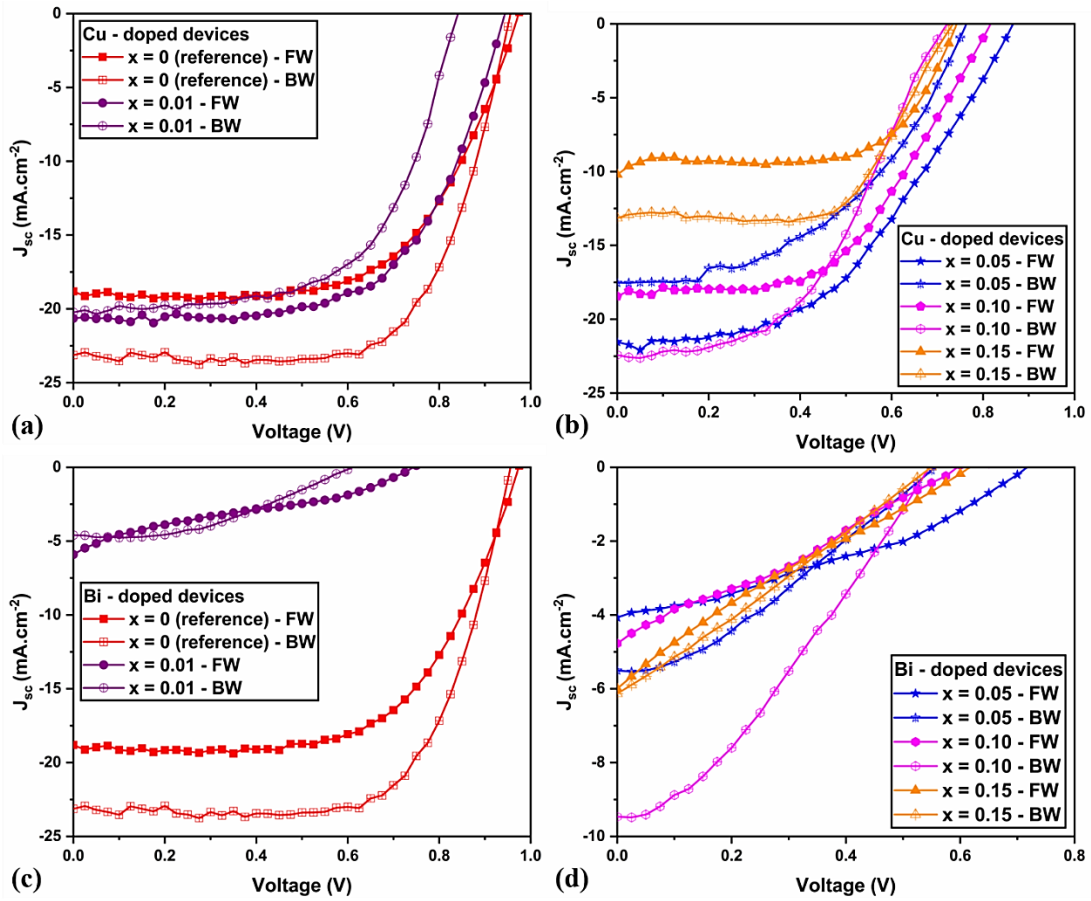 (a)
J_sc (mA.cm⁻²)
0
-5
-10
-15
-20
-25
Cu - doped devices
x = 0 (reference) - FW
x = 0 (reference) - BW
x = 0.01 - FW
x = 0.01 - BW
0.0 0.2 0.4 0.6 0.8 1.0
Voltage (V)
(b)
J_sc (mA.cm⁻²)
0
-5
-10
-15
-20
-25
Cu - doped devices
x = 0.05 - FW
x = 0.05 - BW
x = 0.10 - FW
x = 0.10 - BW
x = 0.15 - FW
x = 0.15 - BW
0.0 0.2 0.4 0.6 0.8 1.0
Voltage (V)
(c)
J_sc (mA.cm⁻²)
0
-5
-10
-15
-20
-25
Bi - doped devices
x = 0 (reference) - FW
x = 0 (reference) - BW
x = 0.01 - FW
x = 0.01 - BW
0.0 0.2 0.4 0.6 0.8 1.0
Voltage (V)
(d)
J_sc (mA.cm⁻²)
0
-2
-4
-6
-8
-10
Bi - doped devices
x = 0.05 - FW
x = 0.05 - BW
x = 0.10 - FW
x = 0.10 - BW
x = 0.15 - FW
x = 0.15 - BW
0.0 0.2 0.4 0.6 0.8
Voltage (V)